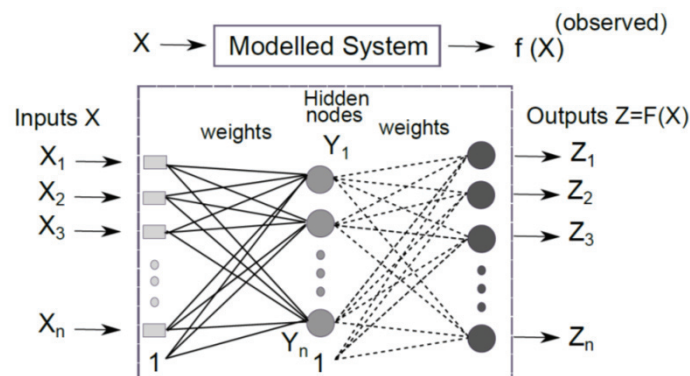 (observed)
X Modelled System f (X)
Hidden
nodes
Inputs X weights weights Outputs Z=F(X)
Y1
X1 Z1
X2 Z2
X3 Z3
Xn Zn
Yn
1 1